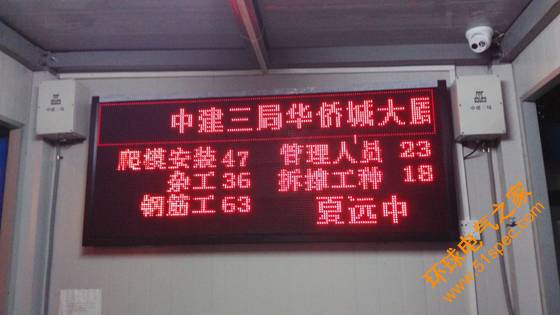 中建三局华侨城大厦
爬模安装 47 管理人员 23
杂工 36 拆撑工种 18
钢筋工 63 夏远中
环球电气之家
www.51spec.com